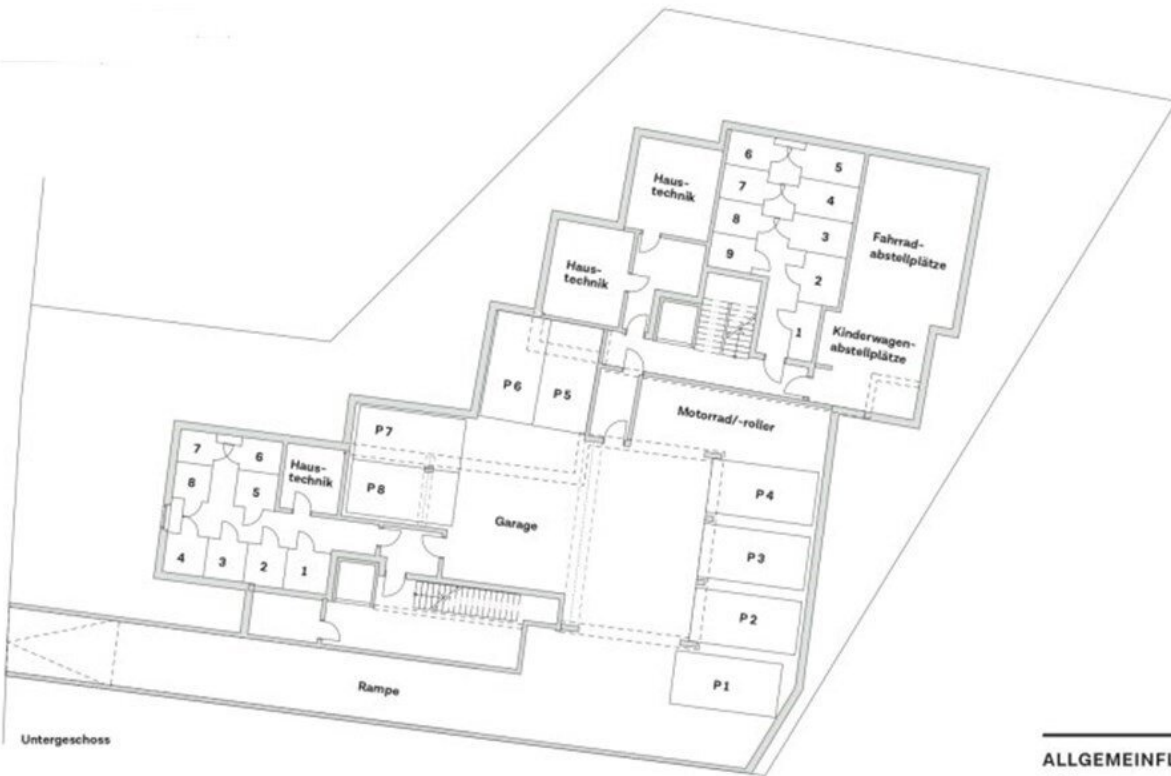 6
5
Haus-
technik
7
4
8
3
Fahrrad-
abstellplätze
9
2
Haus-
technik
1
Kinderwagen-
abstellplätze
P 6
P 5
Motorrad/-roller
P 7
7
6
Haus-
technik
8
5
P 8
P 4
Garage
4
3
2
1
P 3
P 2
P 1
Rampe
Untergeschoss